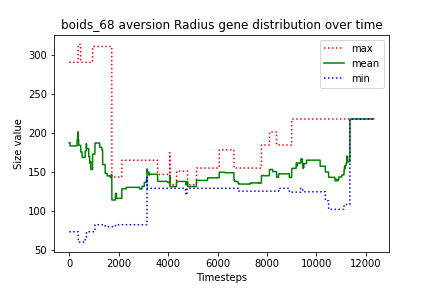 boids_68 aversion Radius gene distribution over time
max
mean
min
Size value
300
250
200
150
100
50
0
2000
4000
6000
8000
10000
12000
Timesteps